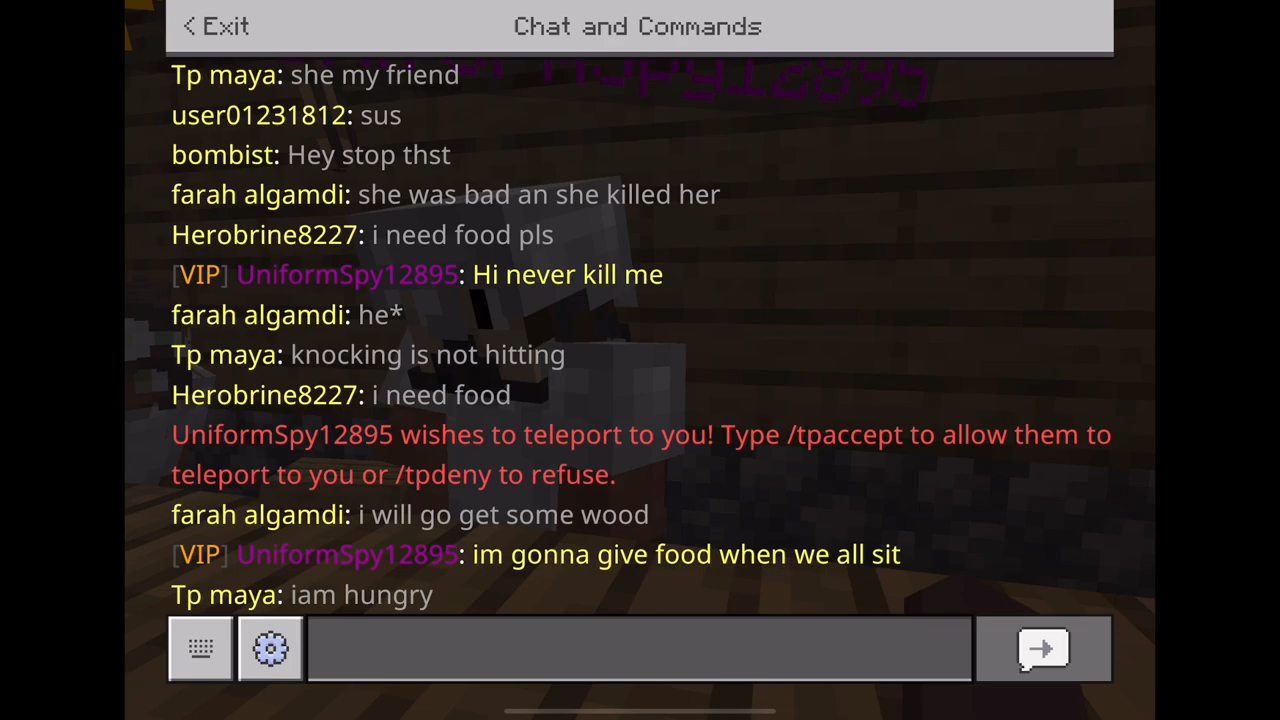 < Exit
Chat and Commands
Tp maya: she my friend
user01231812: sus
bombist: Hey stop thst
farah algamdi: she was bad an she killed her
Herobrine8227: i need food pls
[VIP] UniformSpy12895: Hi never kill me
farah algamdi: he*
Tp maya: knocking is not hitting
Herobrine8227: i need food
UniformSpy12895 wishes to teleport to you! Type /tpaccept to allow them to
teleport to you or /tpdeny to refuse.
farah algamdi: i will go get some wood
[VIP] UniformSpy12895: im gonna give food when we all sit
Tp maya: iam hungry